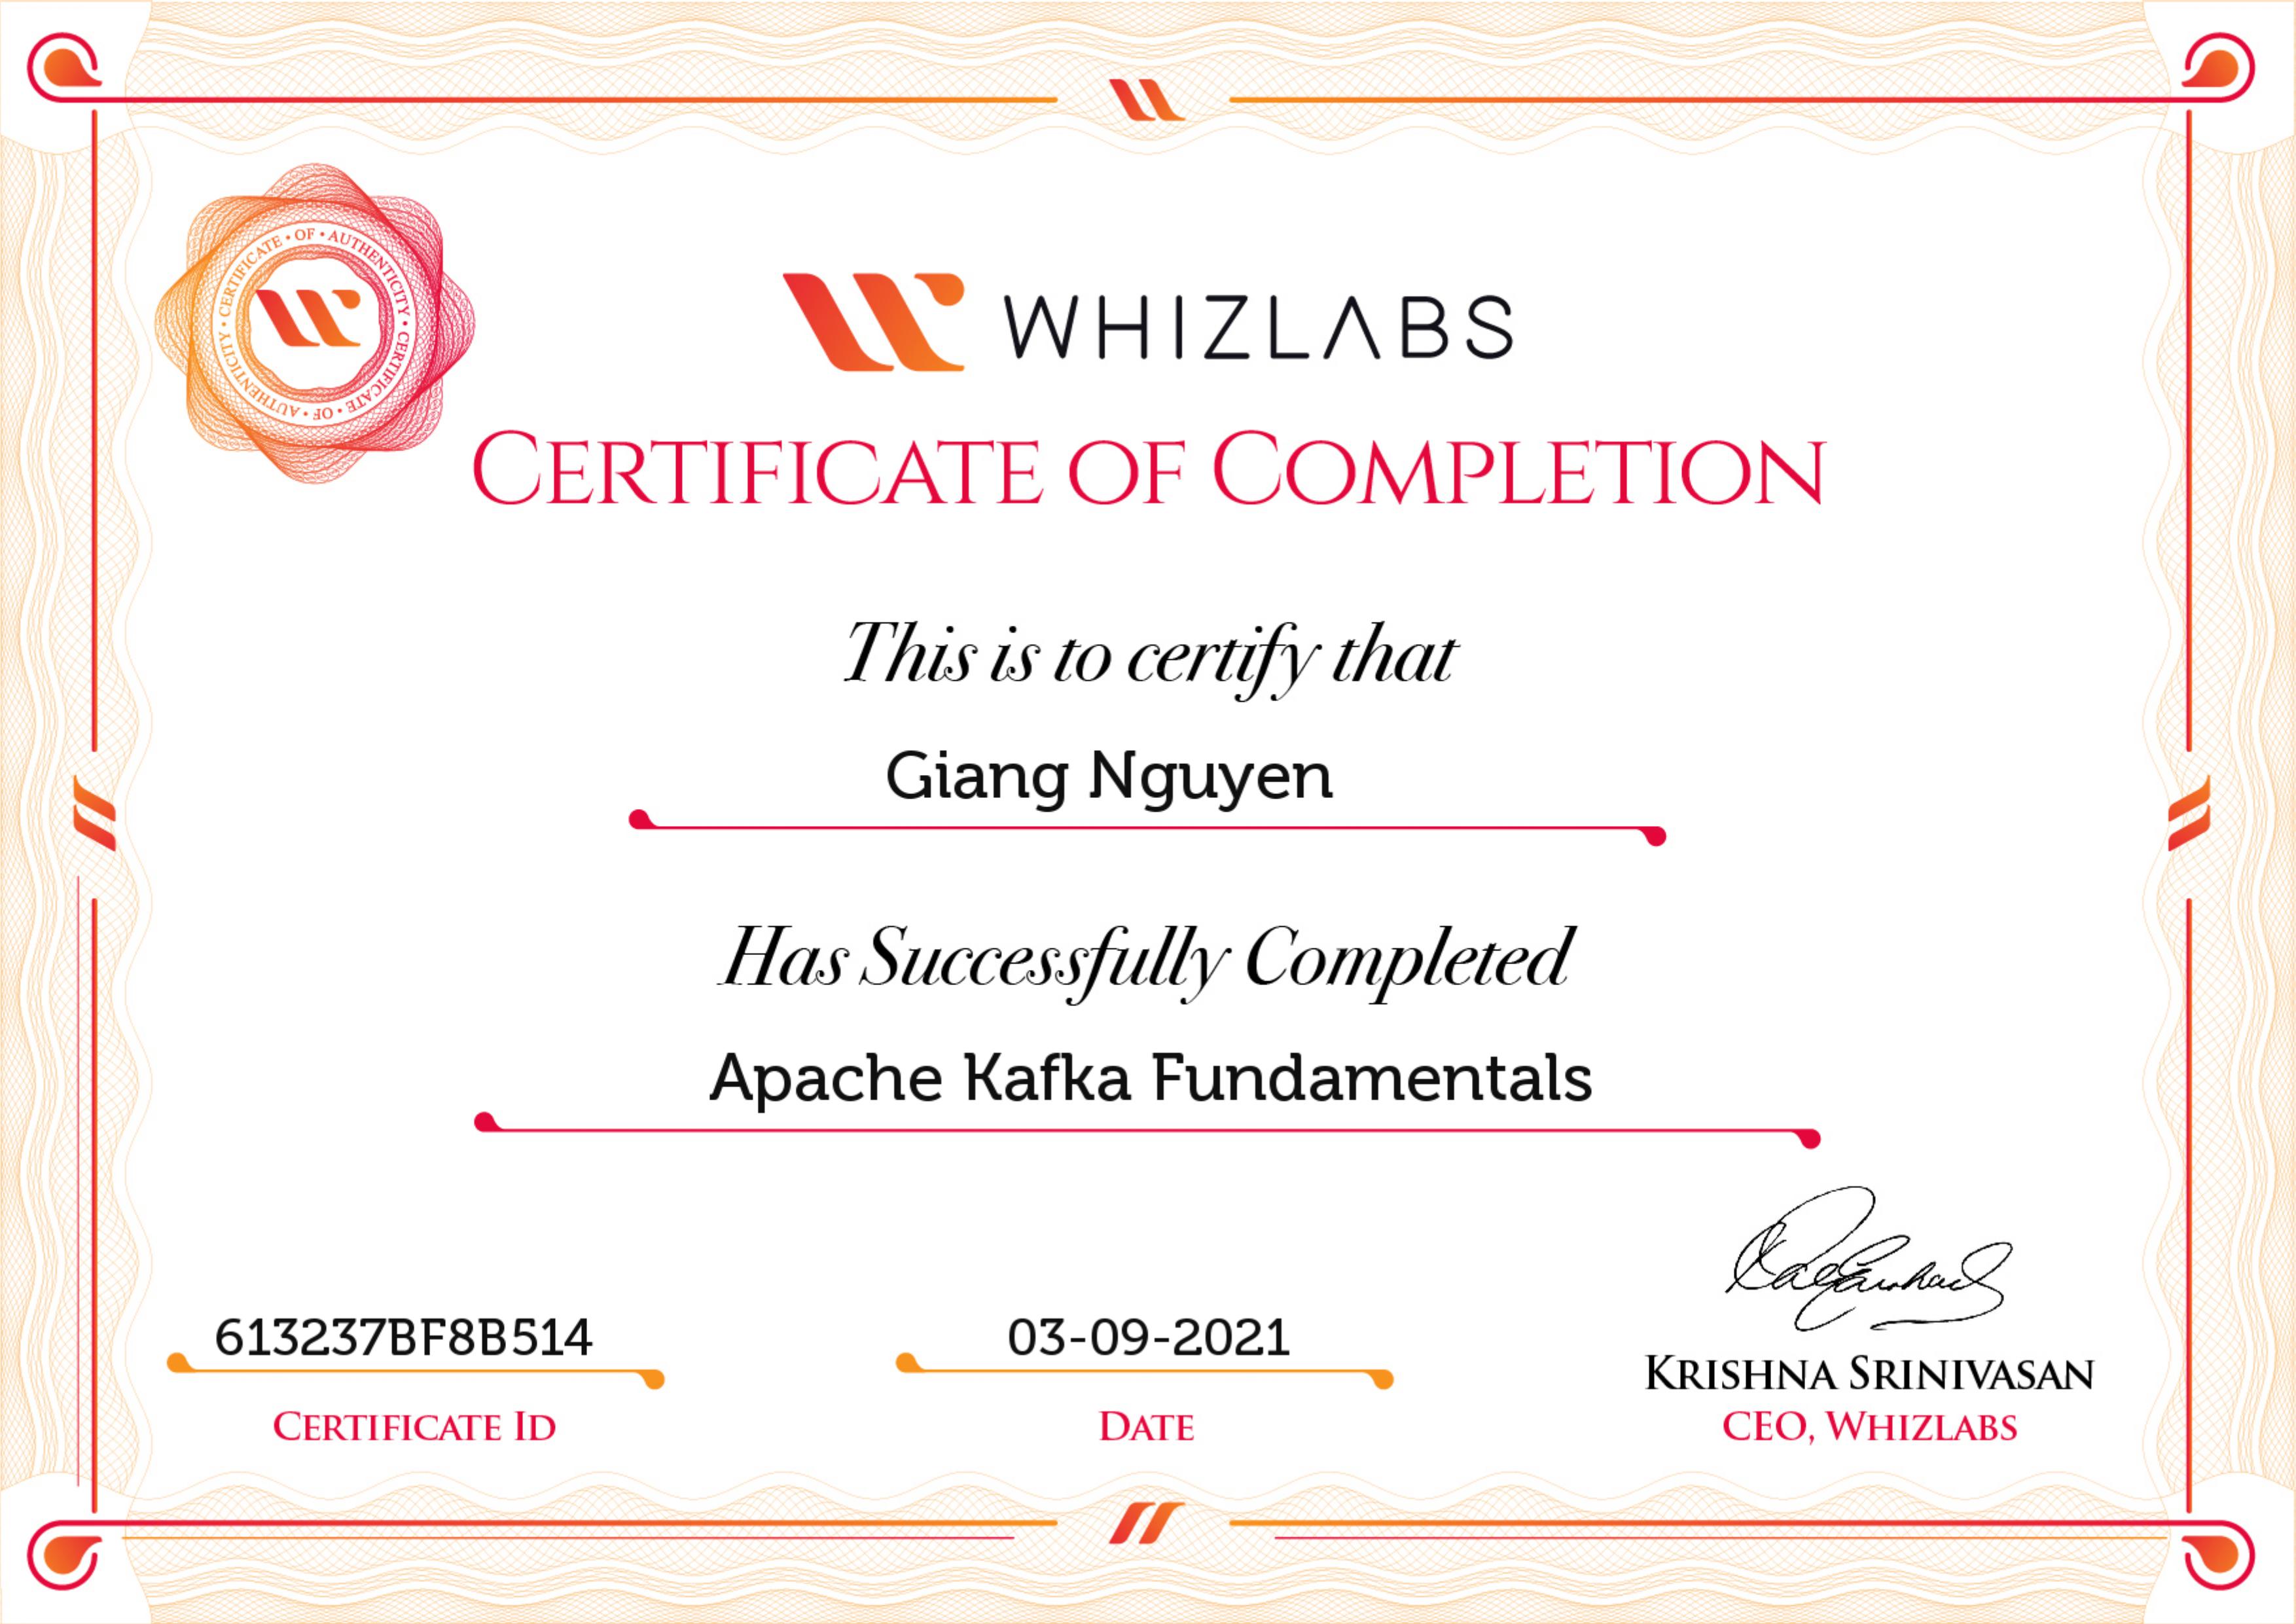 CERTIFICATE • OF • AUTHENTICITY • CERTIFICATE • OF • AUTHENTICITY •
WHIZLABS
CERTIFICATE OF COMPLETION
This is to certify that
Giang Nguyen
Has Successfully Completed
Apache Kafka Fundamentals
613237BF8B514
CERTIFICATE ID
03-09-2021
DATE
KRISHNA SRINIVASAN
CEO, WHIZLABS